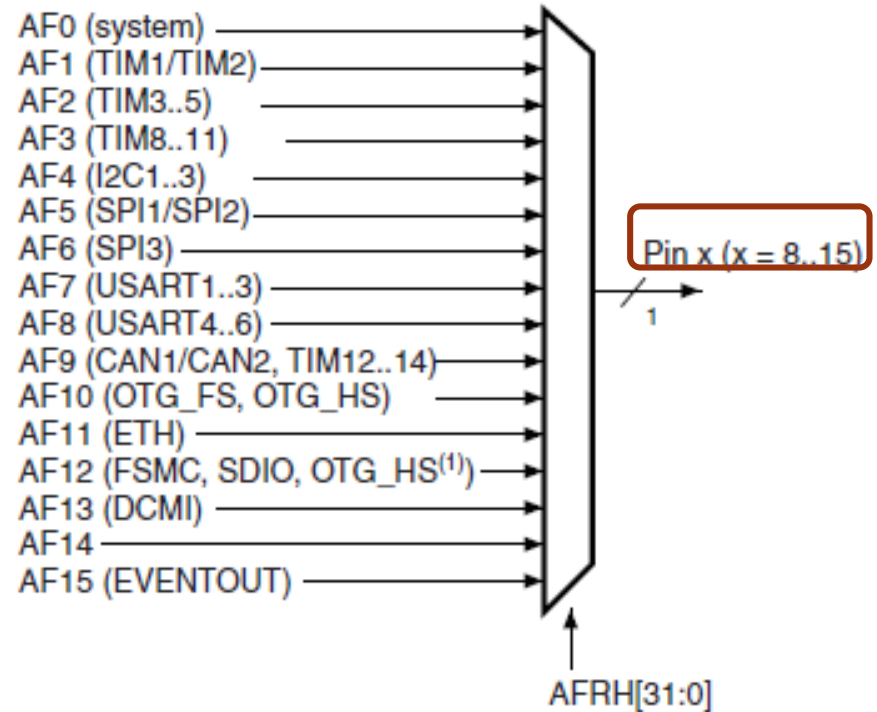 AF0 (system)
AF1 (TIM1/TIM2)
AF2 (TIM3..5)
AF3 (TIM8..11)
AF4 (I2C1..3)
AF5 (SPI1/SPI2)
AF6 (SPI3)
AF7 (USART1..3)
AF8 (USART4..6)
AF9 (CAN1/CAN2, TIM12..14)
AF10 (OTG_FS, OTG_HS)
AF11 (ETH)
AF12 (FSMC, SDIO, OTG_HS(1))
AF13 (DCMI)
AF14
AF15 (EVENTOUT)
Pin x (x = 8..15)
1
AFRH[31:0]